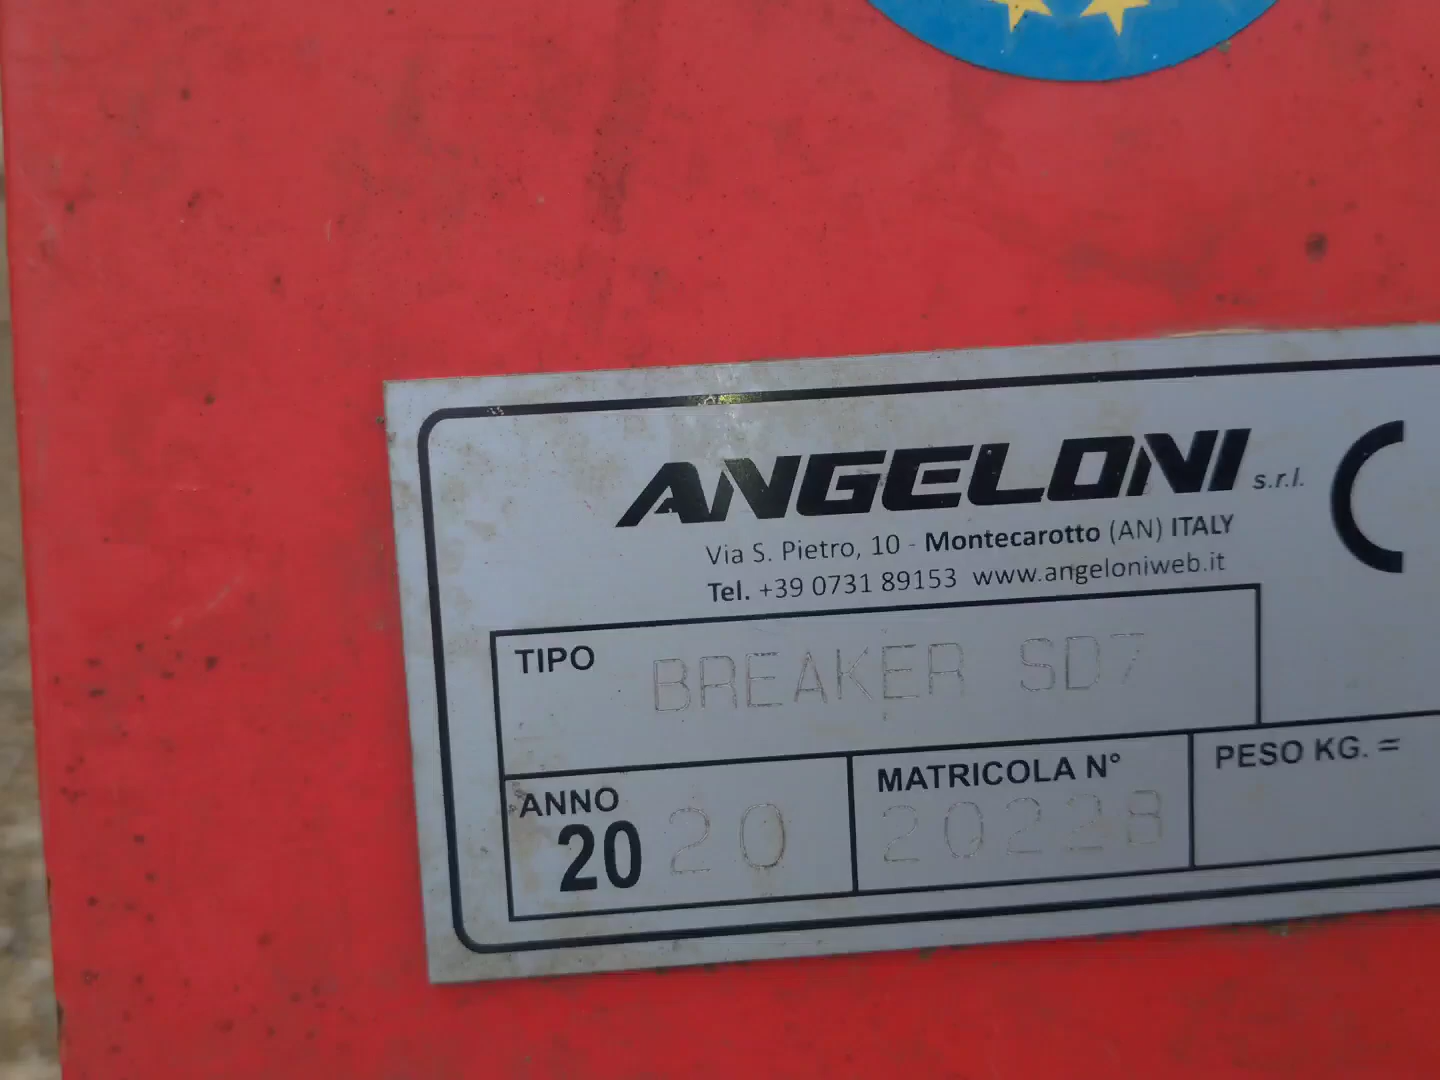 ANGELONI s.r.l.
Via S. Pietro, 10 - Montecarotto (AN) ITALY
Tel. +39 0731 89153 www.angeloniweb.it
TIPO BREAKER SD7
ANNO MATRICOLA N° PESO KG. =
2020 20228